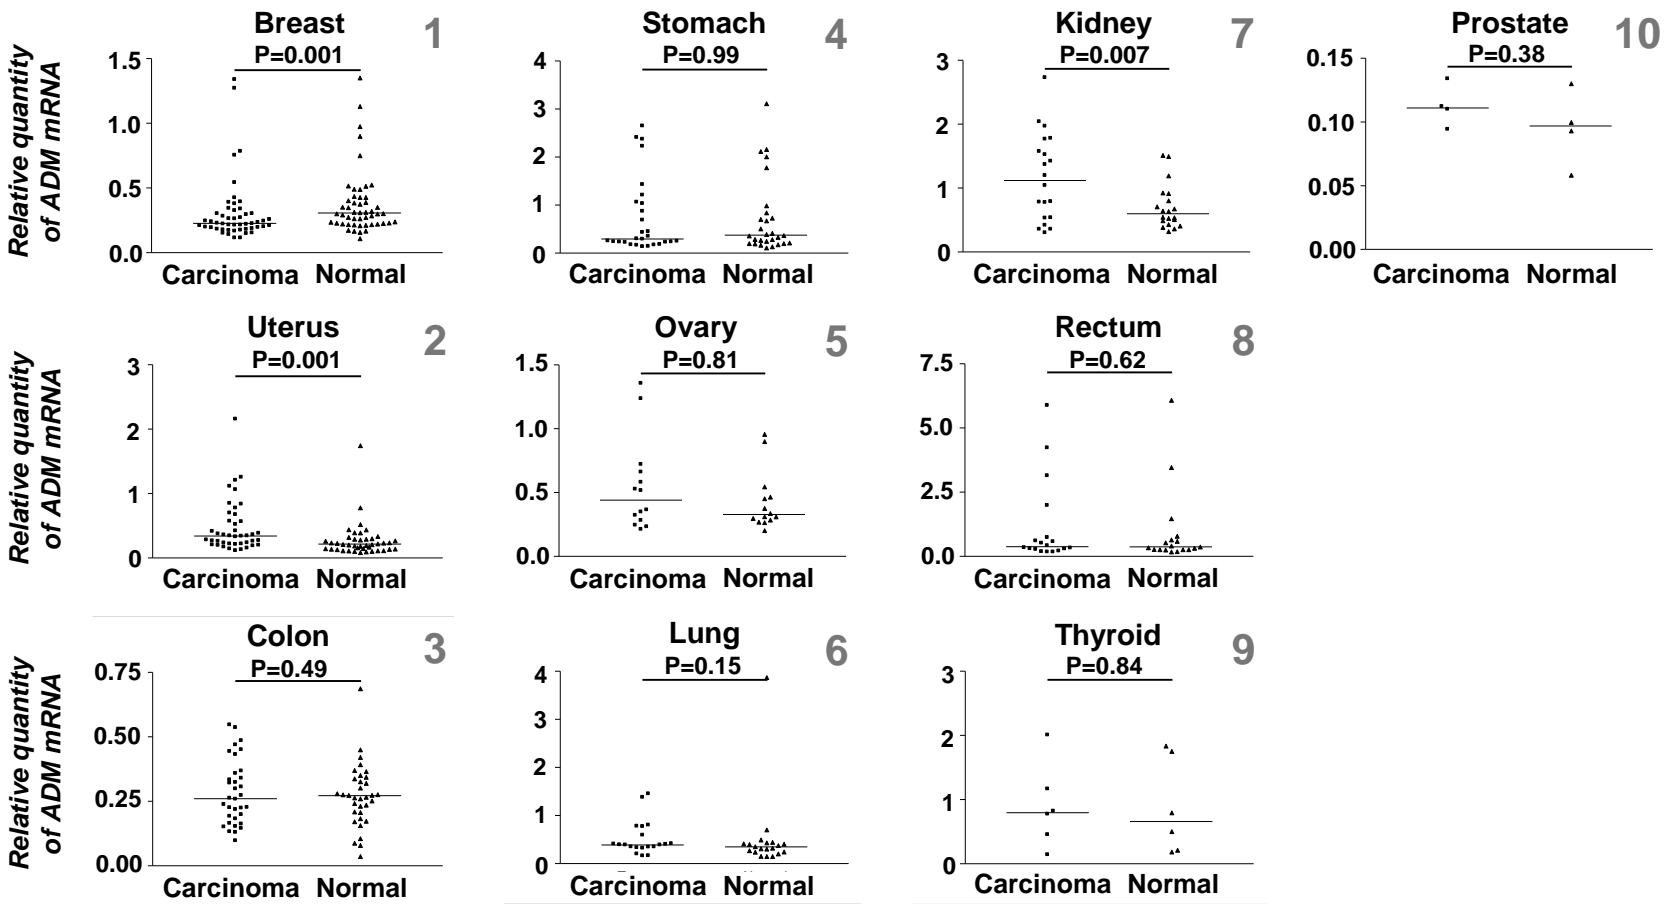 Relative quantity
of ADM mRNA
Breast
1
P=0.001
1.5
1.0
0.5
0.0
Carcinoma Normal
Stomach
4
P=0.99
4
3
2
1
0
Carcinoma Normal
Kidney
7
P=0.007
3
2
1
0
Carcinoma Normal
Prostate
10
P=0.38
0.15
0.10
0.05
0.00
Carcinoma Normal
Relative quantity
of ADM mRNA
Uterus
2
P=0.001
3
2
1
0
Carcinoma Normal
Ovary
5
P=0.81
1.5
1.0
0.5
0.0
Carcinoma Normal
Rectum
8
P=0.62
7.5
5.0
2.5
0.0
Carcinoma Normal
Relative quantity
of ADM mRNA
Colon
3
P=0.49
0.75
0.50
0.25
0.00
Carcinoma Normal
Lung
6
P=0.15
4
3
2
1
0
Carcinoma Normal
Thyroid
9
P=0.84
3
2
1
0
Carcinoma Normal